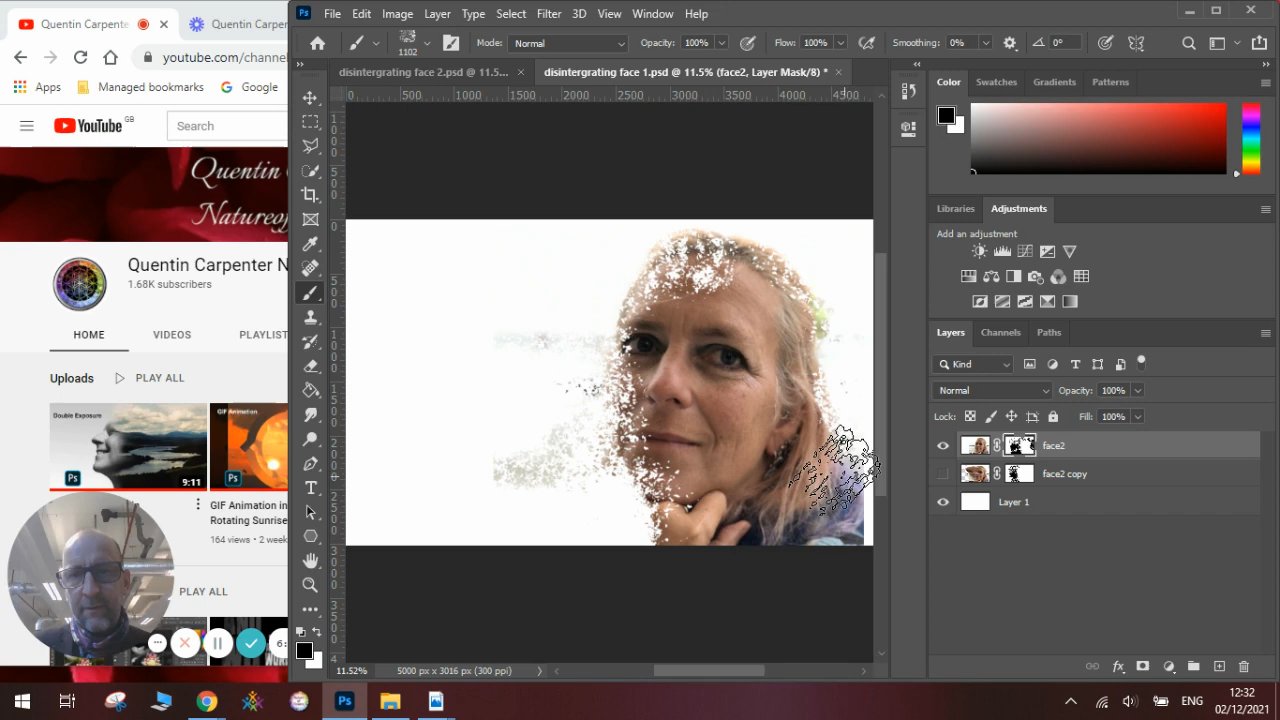 Quentin Carpente
Quentin Carpen
youtube.com/channel
Apps
Managed bookmarks
Google
YouTube
GB
Search
Quentin
Natureof
Quentin Carpenter N
1.68K subscribers
HOME
VIDEOS
PLAYLIST
Uploads
PLAY ALL
Double Exposure
Ps
9:11
GIF Animation
Ps
GIF Animation in
Rotating Sunrise
164 views • 2 week
PLAY ALL
6:
Ps
File
Edit
Image
Layer
Type
Select
Filter
3D
View
Window
Help
1102
Mode:
Normal
Opacity:
100%
Flow:
100%
Smoothing:
0%
0°
disintergrating face 2.psd @ 11.5...
disintergrating face 1.psd @ 11.5% (face2, Layer Mask/8) *
0
500
1000
1500
2000
2500
3000
3500
4000
4500
11.52%
5000 px x 3016 px (300 ppi)
Color
Swatches
Gradients
Patterns
Libraries
Adjustments
Add an adjustment
Layers
Channels
Paths
Kind
Normal
Opacity:
100%
Lock:
Fill:
100%
face2
face2 copy
Layer 1
Ps
ENG
12:32
02/12/2021